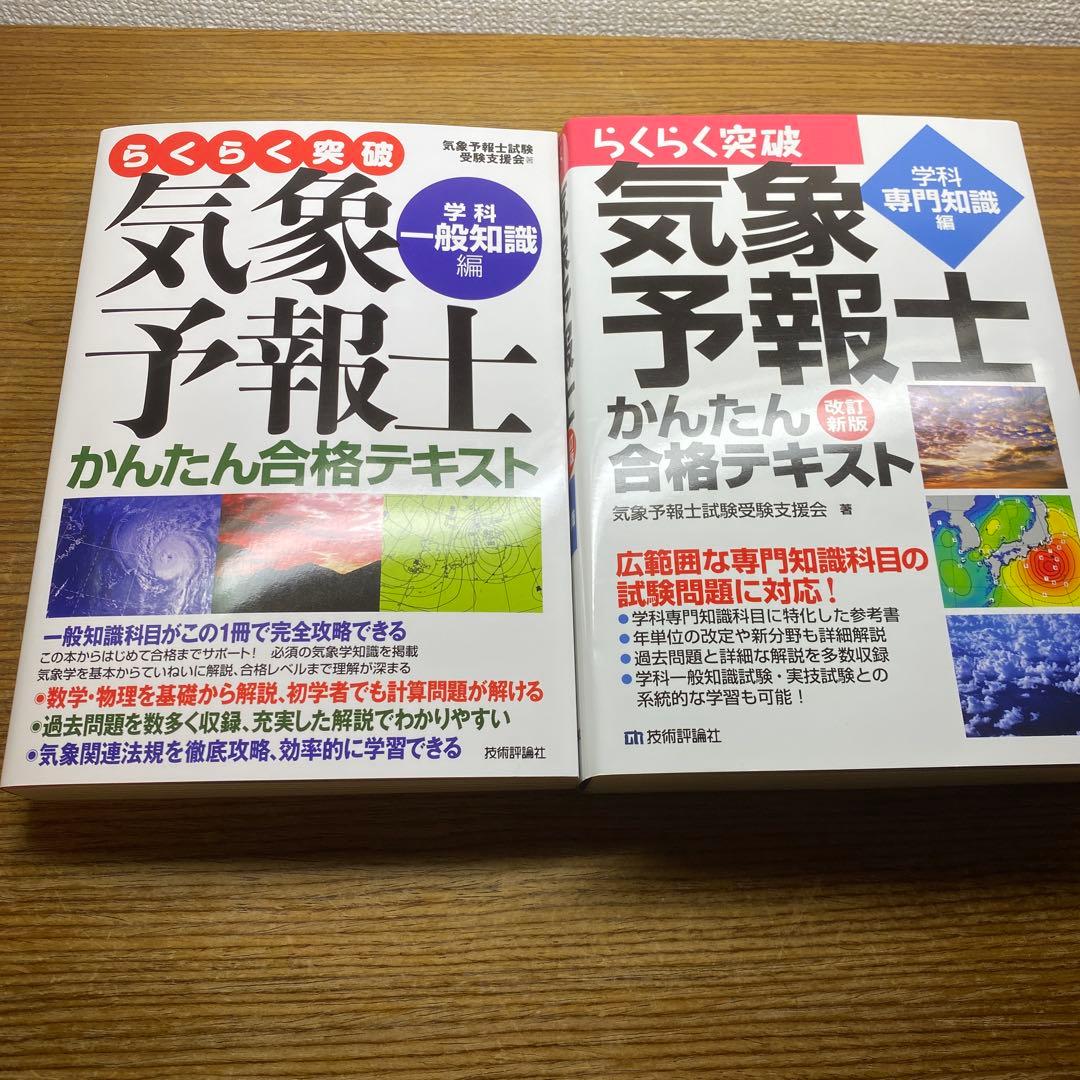 らくらく突破
気象予報士試験
受験支援会著
気象
予報士
学科
一般知識
編
かんたん合格テキスト
一般知識科目がこの1冊で完全攻略できる
この本からはじめて合格までサポート! 必須の気象学知識を掲載
気象学を基本からていねいに解説、合格レベルまで理解が深まる
●数学・物理を基礎から解説、初学者でも計算問題が解ける
●過去問題を数多く収録、充実した解説でわかりやすい
●気象関連法規を徹底攻略、効率的に学習できる
技術評論社
らくらく突破
気象
予報士
学科
専門知識
編
かんたん
改訂
新版
合格テキスト
気象予報士試験受験支援会 著
広範囲な専門知識科目の
試験問題に対応!
●学科専門知識科目に特化した参考書
●年単位の改定や新分野も詳細解説
●過去問題と詳細な解説を多数収録
●学科一般知識試験・実技試験との
系統的な学習も可能!
技術評論社